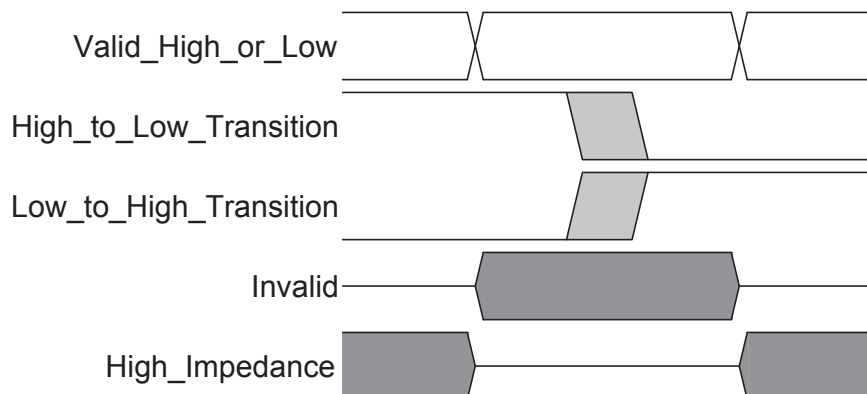 Valid_High_or_Low
High_to_Low_Transition
Low_to_High_Transition
Invalid
High_Impedance